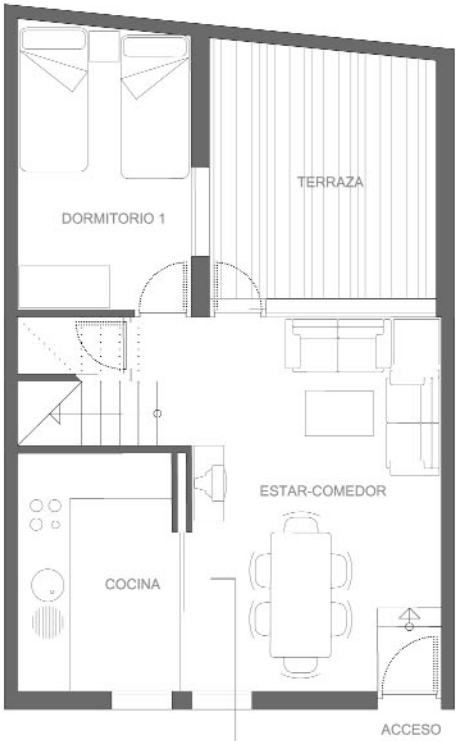 TERRAZA
DORMITORIO 1
ESTAR-COMEDOR
COCINA
ACCESO